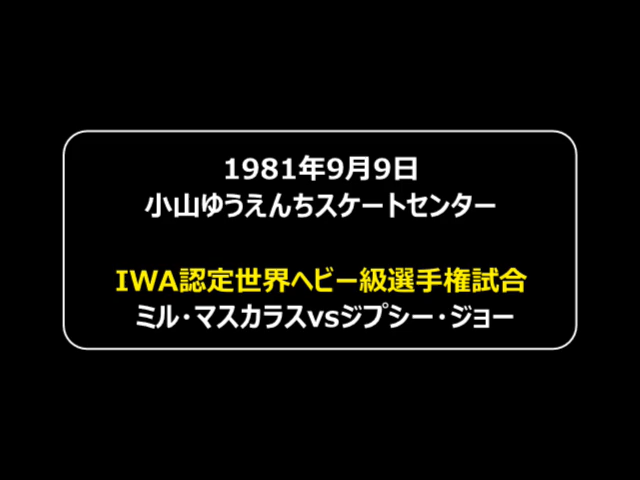 1981年9月9日
小山ゆうえんちスケートセンター
IWA認定世界ヘビー級選手権試合
ミル・マスカラスvsジプシー・ジョー